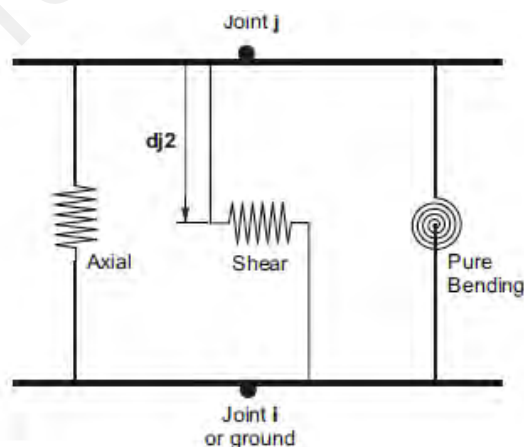 Joint j
dj2
Axial
Shear
Pure
Bending
Joint i
or ground